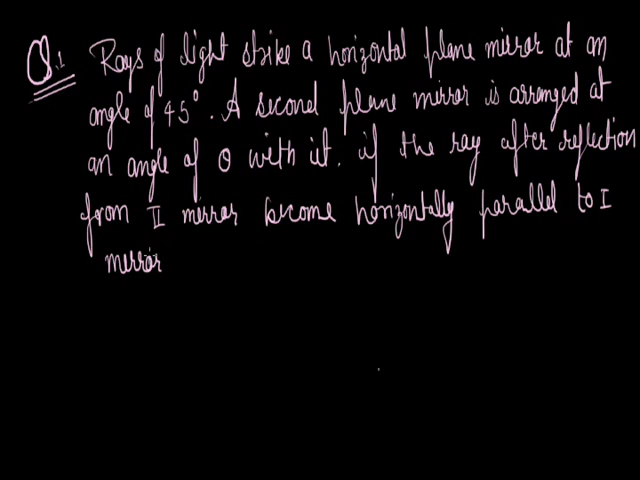 Q.1 Rays of light strike a horizontal plane mirror at an
angle of 45°. A second plane mirror is arranged at
an angle of θ with it. if the ray after reflection
from II mirror become horizontally parallel to I
mirror